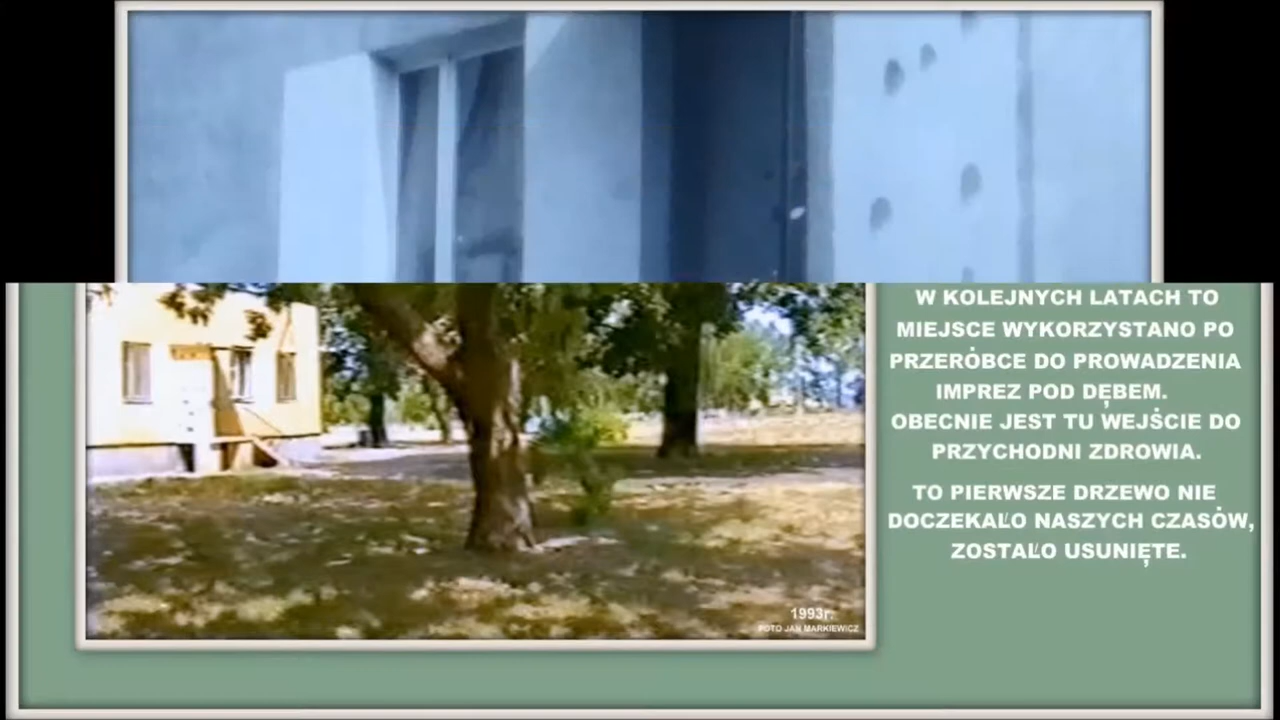 W KOLEJNYCH LATACH TO
MIEJSCE WYKORZYSTANO PO
PRZERÓBCE DO PROWADZENIA
IMPREZ POD DĘBEM.
OBECNIE JEST TU WEJŚCIE DO
PRZYCHODNI ZDROWIA.
TO PIERWSZE DRZEWO NIE
DOCZEKAŁO NASZYCH CZASÓW,
ZOSTAŁO USUNIĘTE.
1993r.
FOTO JAN MARKIEWICZ